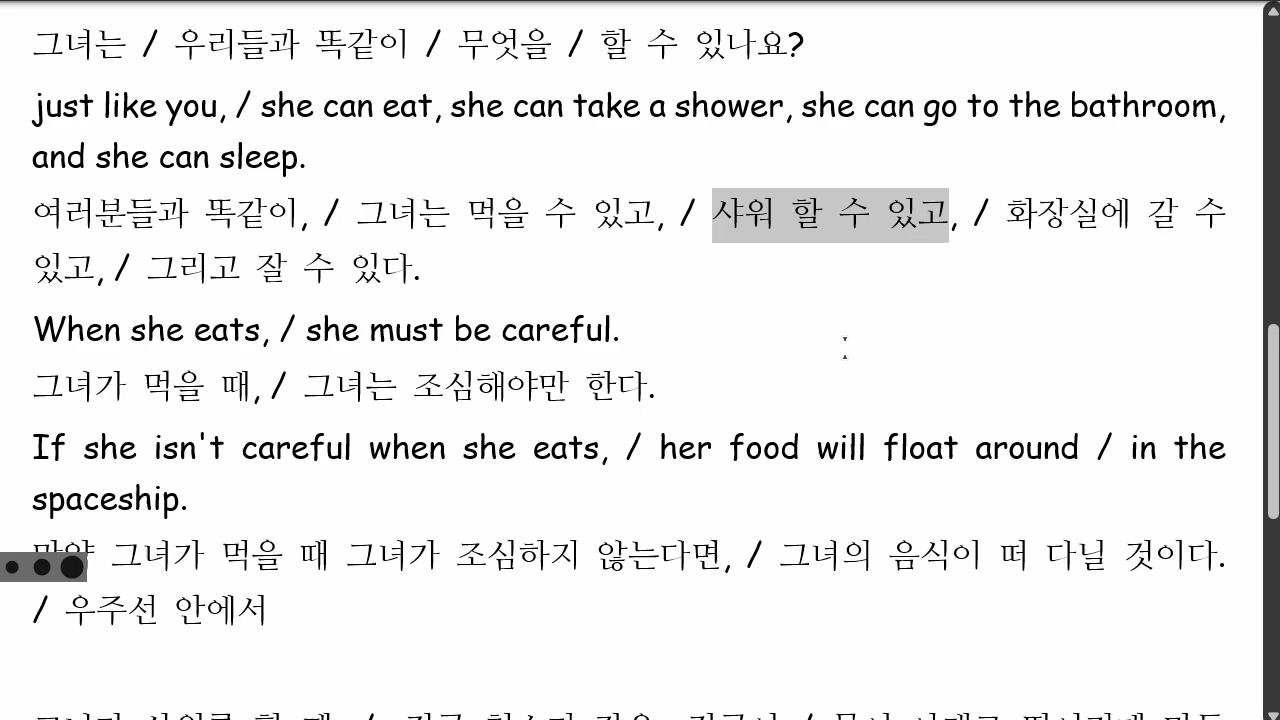 그녀는 / 우리들과 똑같이 / 무엇을 / 할 수 있나요?
just like you, / she can eat, she can take a shower, she can go to the bathroom,
and she can sleep.
여러분들과 똑같이, / 그녀는 먹을 수 있고, / 샤워 할 수 있고, / 화장실에 갈 수
있고, / 그리고 잘 수 있다.
When she eats, / she must be careful.
그녀가 먹을 때, / 그녀는 조심해야만 한다.
If she isn't careful when she eats, / her food will float around / in the
spaceship.
만약 그녀가 먹을 때 그녀가 조심하지 않는다면, / 그녀의 음식이 떠 다닐 것이다.
/ 우주선 안에서